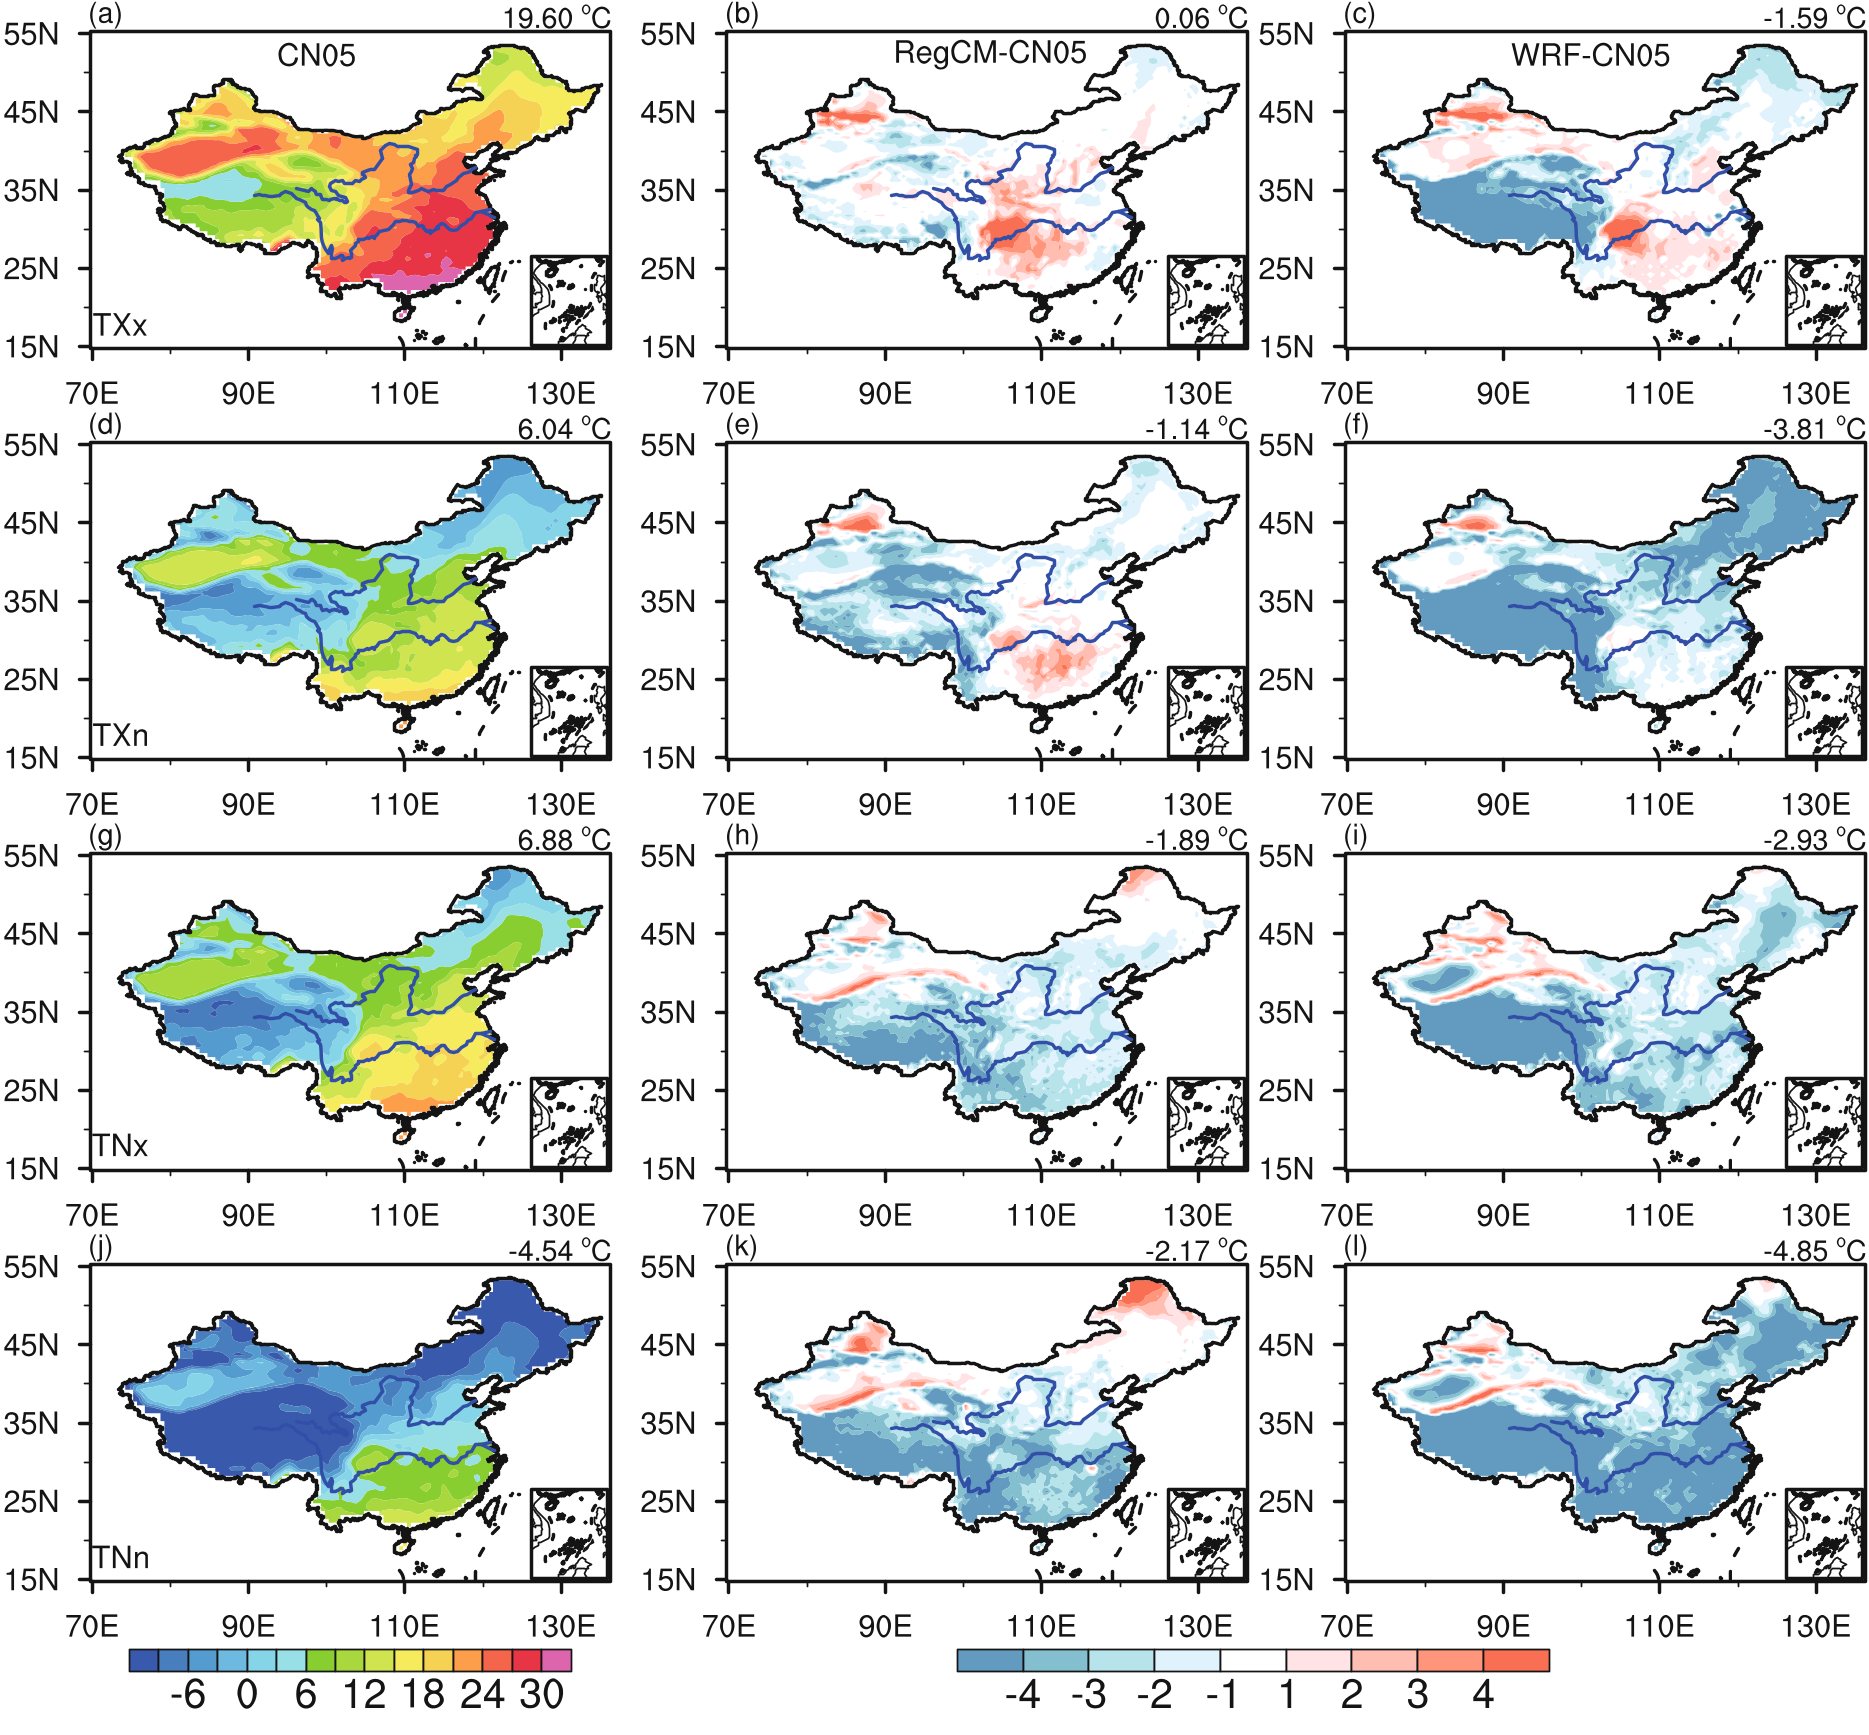 (a) 19.60 °C (b) 0.06 °C (c) -1.59 °C
55N 55N 55N
CN05 RegCM-CN05 WRF-CN05
45N 45N 45N
35N 35N 35N
25N 25N 25N
TXx
15N 15N 15N
70E 90E 110E 130E 70E 90E 110E 130E 70E 90E 110E 130E
(d) 6.04 °C (e) -1.14 °C (f) -3.81 °C
55N 55N 55N
45N 45N 45N
35N 35N 35N
25N 25N 25N
TXn
15N 15N 15N
70E 90E 110E 130E 70E 90E 110E 130E 70E 90E 110E 130E
(g) 6.88 °C (h) -1.89 °C (i) -2.93 °C
55N 55N 55N
45N 45N 45N
35N 35N 35N
25N 25N 25N
TNx
15N 15N 15N
70E 90E 110E 130E 70E 90E 110E 130E 70E 90E 110E 130E
(j) -4.54 °C (k) -2.17 °C (l) -4.85 °C
55N 55N 55N
45N 45N 45N
35N 35N 35N
25N 25N 25N
TNn
15N 15N 15N
70E 90E 110E 130E 70E 90E 110E 130E 70E 90E 110E 130E
-6 0 6 12 18 24 30 -4 -3 -2 -1 1 2 3 4